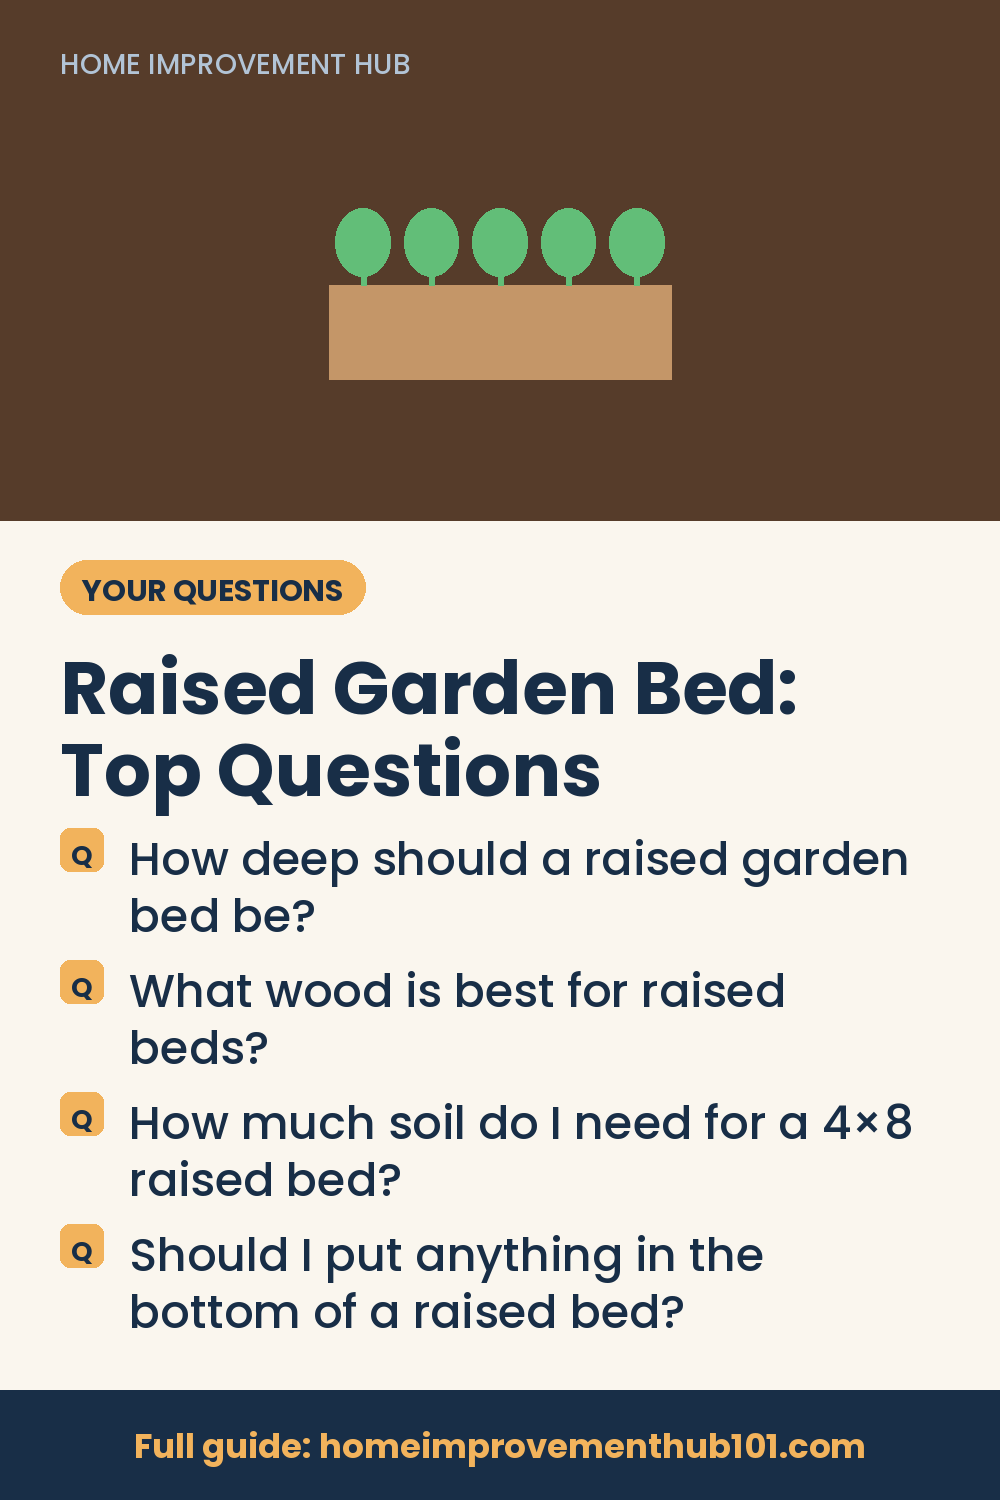 HOME IMPROVEMENT HUB
YOUR QUESTIONS
Raised Garden Bed:
Top Questions
Q How deep should a raised garden
bed be?
Q What wood is best for raised
beds?
Q How much soil do I need for a 4×8
raised bed?
Q Should I put anything in the
bottom of a raised bed?
Full guide: homeimprovementhub101.com